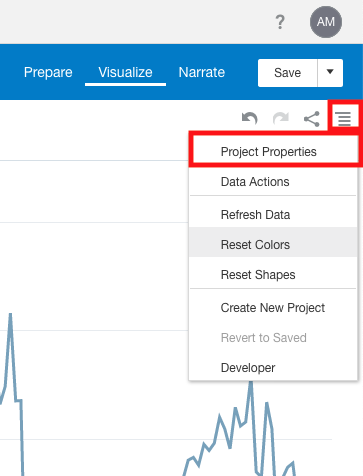 ?
AM
Prepare Visualize Narrate Save
Project Properties
Data Actions
Refresh Data
Reset Colors
Reset Shapes
Create New Project
Revert to Saved
Developer